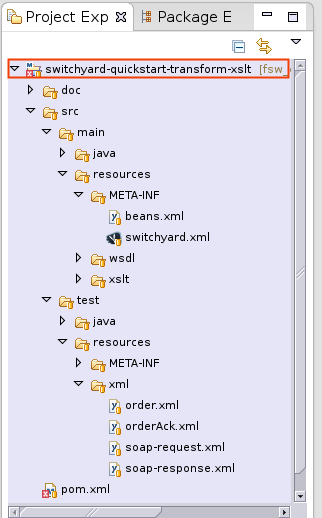 Project Exp Package E
switchyard-quickstart-transform-xslt [fsw
doc
src
main
java
resources
META-INF
beans.xml
switchyard.xml
wsdl
xslt
test
java
resources
META-INF
xml
order.xml
orderAck.xml
soap-request.xml
soap-response.xml
pom.xml